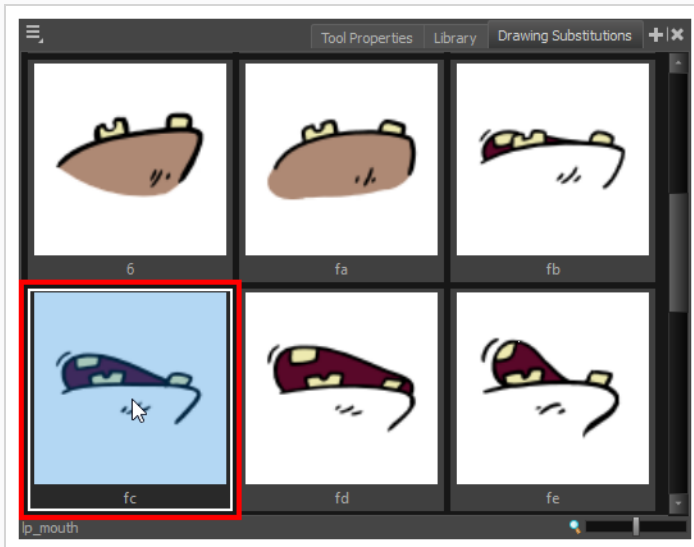 Tool Properties Library Drawing Substitutions
6 fa fb
fc fd fe
lp_mouth